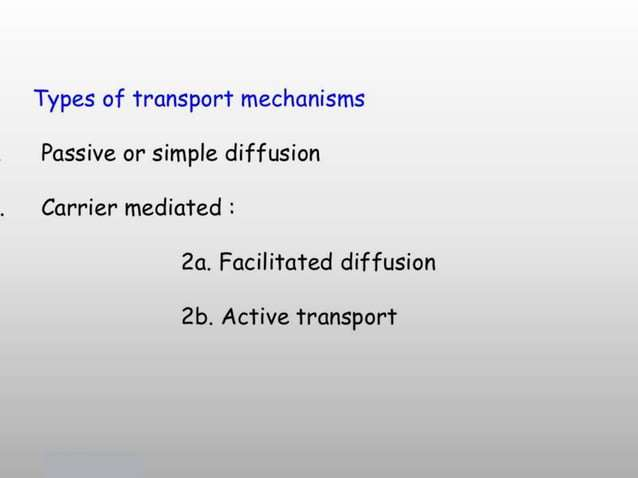 Types of transport mechanisms
. Passive or simple diffusion
. Carrier mediated :
2a. Facilitated diffusion
2b. Active transport